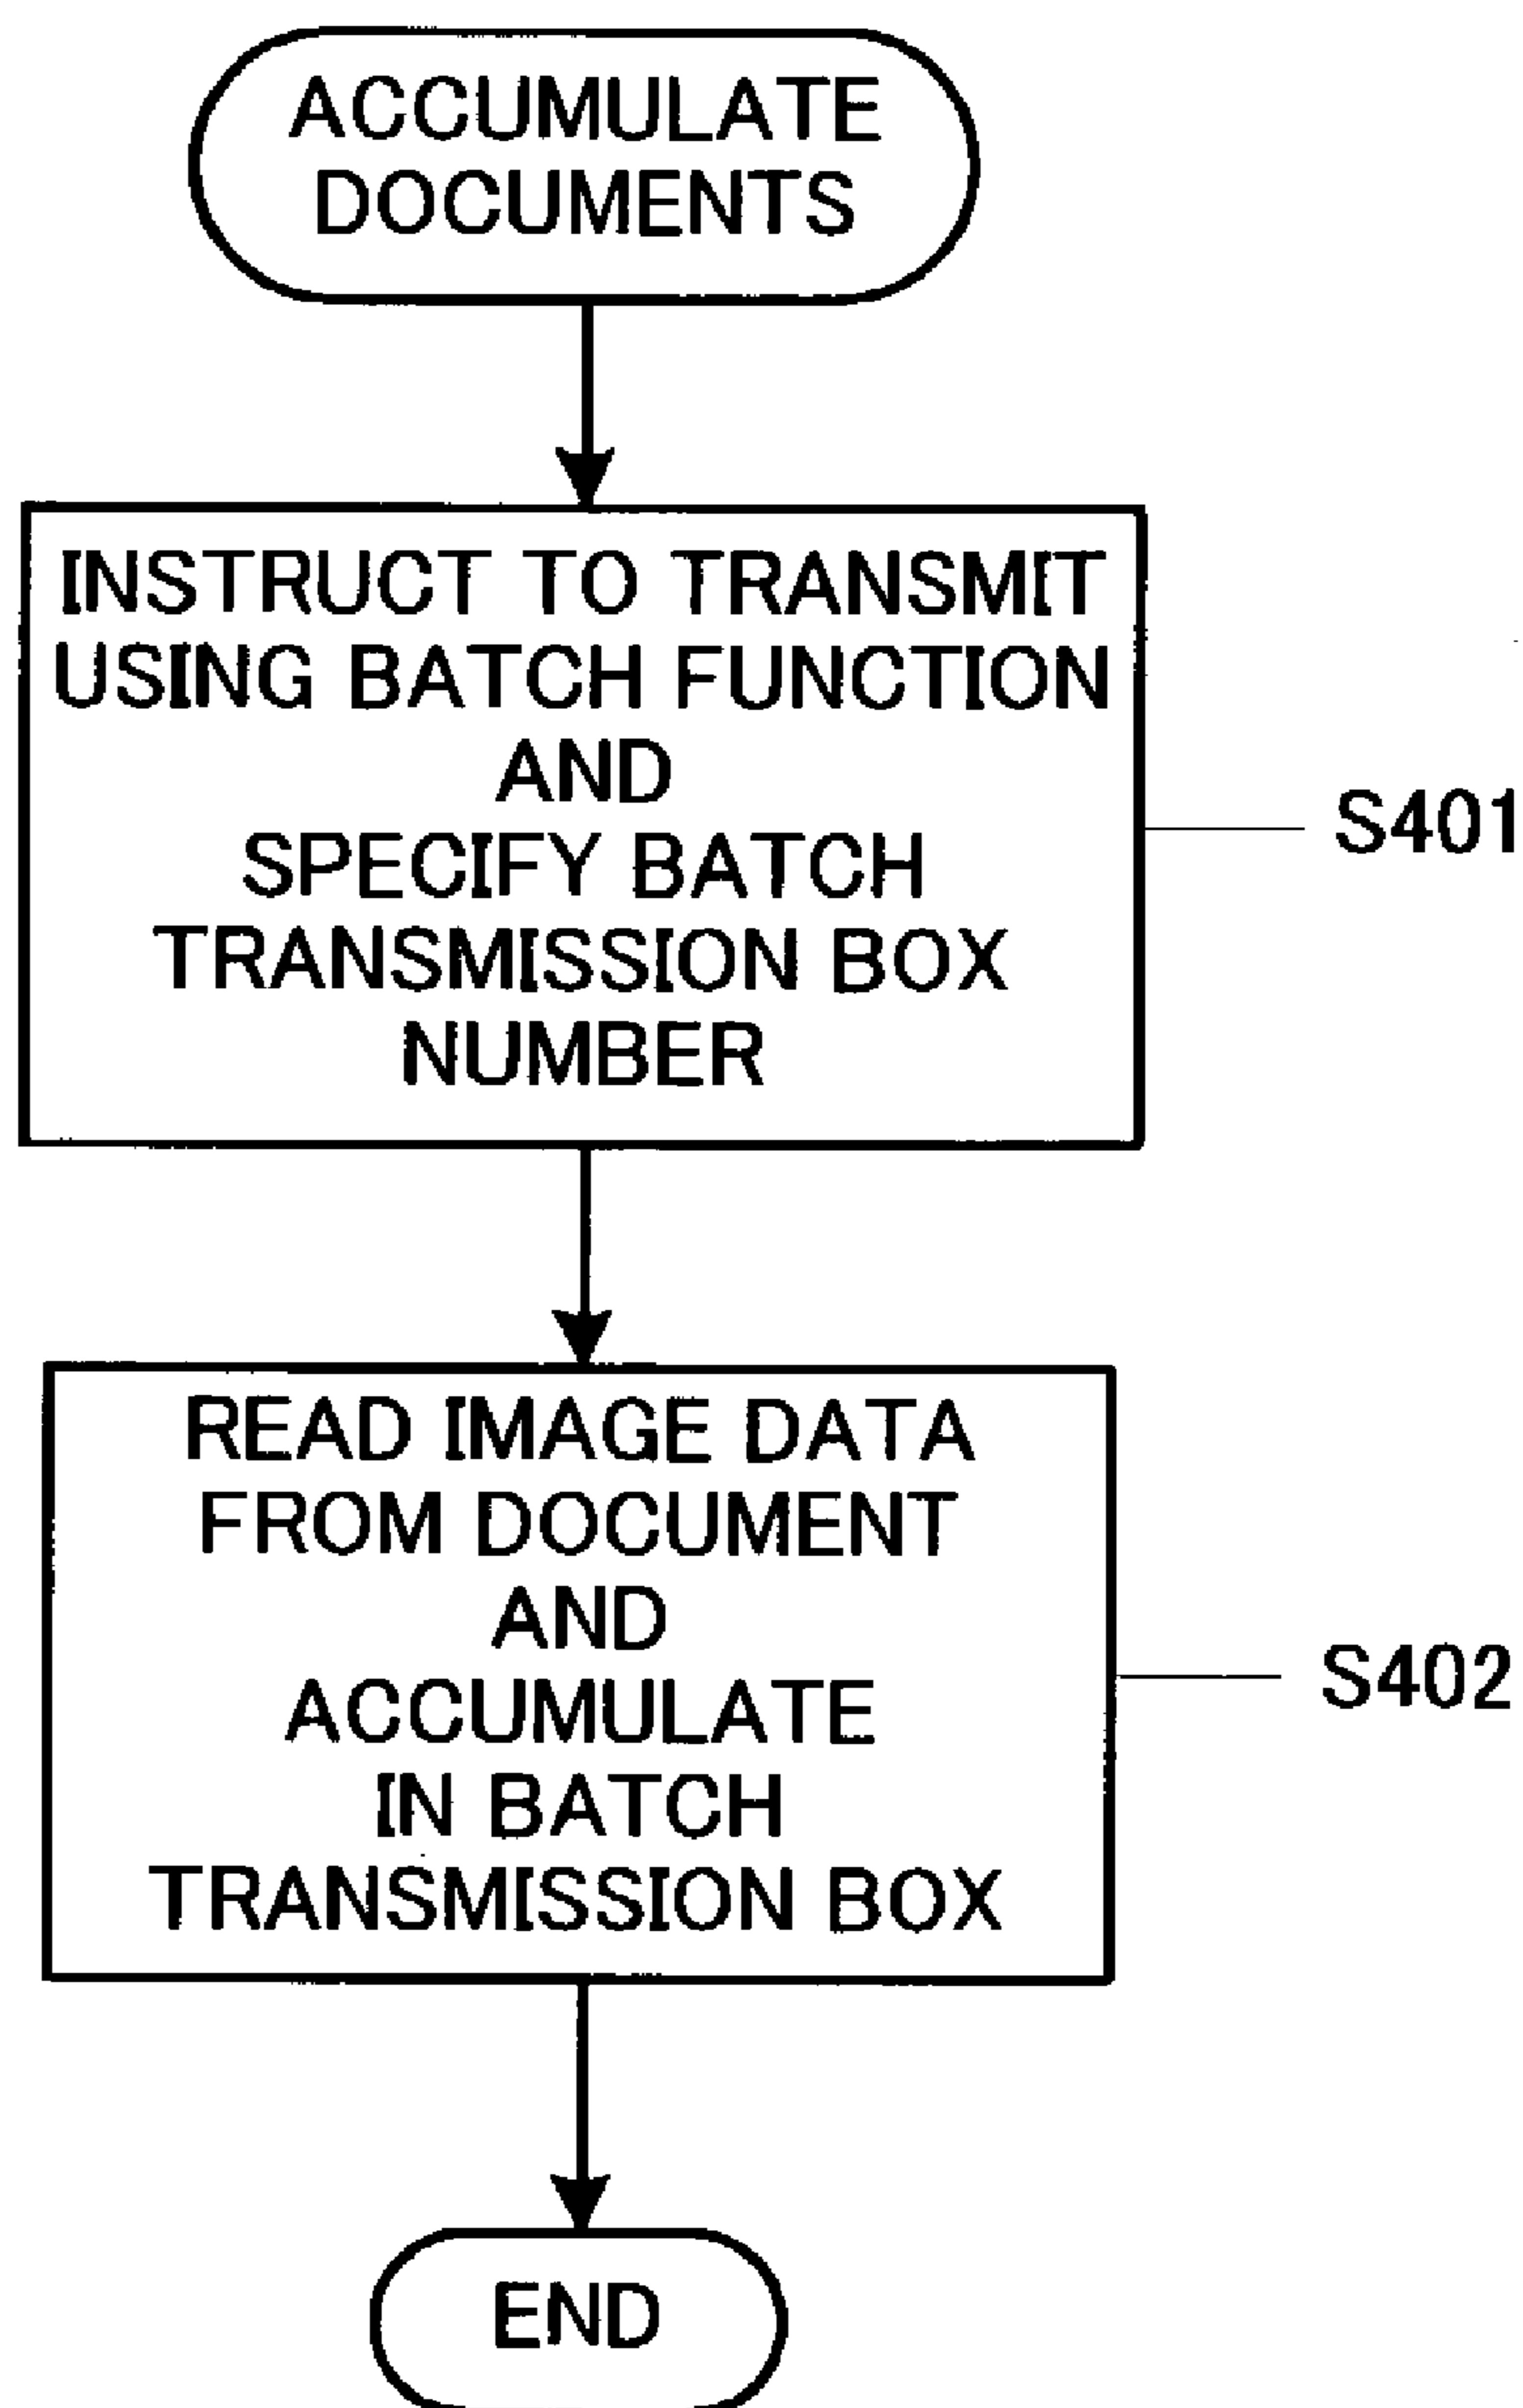 ACCUMULATE
DOCUMENTS
INSTRUCT TO TRANSMIT
USING BATCH FUNCTION
AND
SPECIFY BATCH
TRANSMISSION BOX
NUMBER
S401
READ IMAGE DATA
FROM DOCUMENT
AND
ACCUMULATE
IN BATCH
TRANSMISSION BOX
S402
END